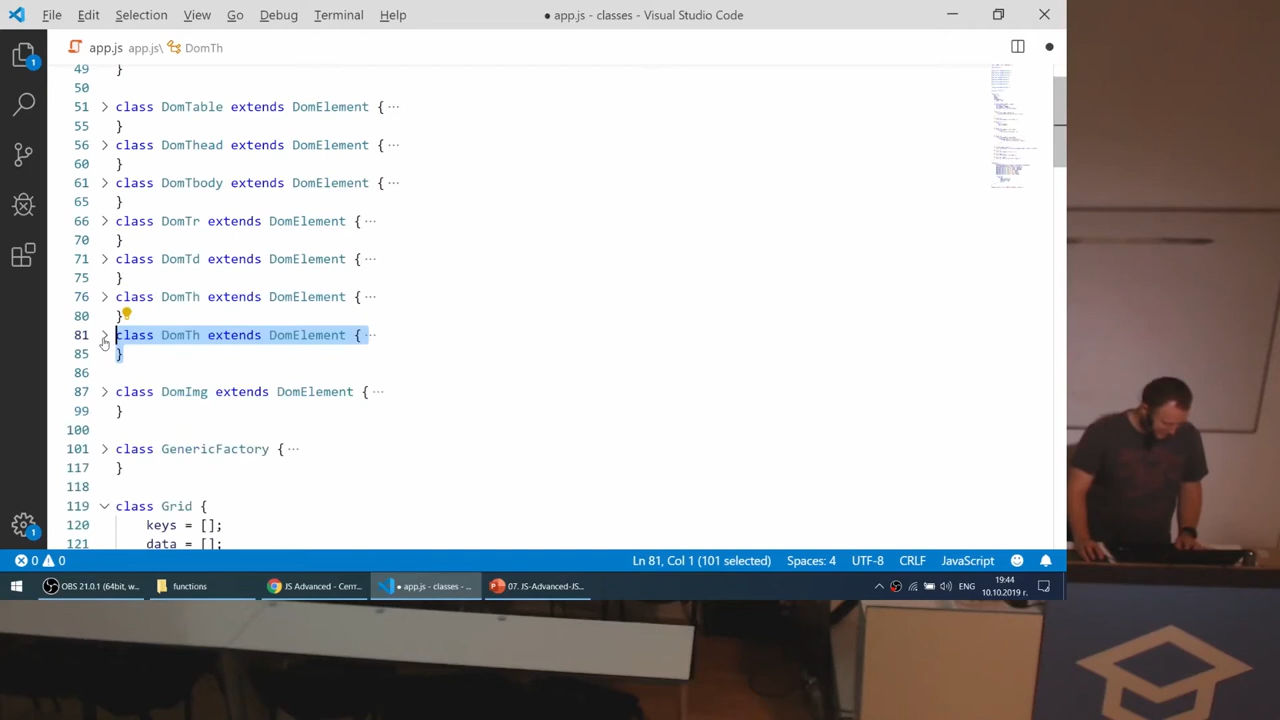 File Edit Selection View Go Debug Terminal Help
● app.js - classes - Visual Studio Code
app.js app.js\ DomTh
1
49 }
50
51 class DomTable extends DomElement { ···
55
56 class DomThead extends DomElement { ···
60
61 class DomTbody extends DomElement { ···
65
66 class DomTr extends DomElement { ···
70 }
71 class DomTd extends DomElement { ···
75 }
76 class DomTh extends DomElement { ···
80 }
81 class DomTh extends DomElement { ···
85 }
86
87 class DomImg extends DomElement { ···
99 }
100
101 class GenericFactory { ···
117 }
118
119 class Grid {
120 keys = [];
121 data = [];
1
0 0 Ln 81, Col 1 (101 selected) Spaces: 4 UTF-8 CRLF JavaScript
OBS 21.0.1 (64bit, w... functions JS Advanced - Cerтт... ● app.js - classes - ... 07. JS-Advanced-JS... ENG 19:44
10.10.2019 г.